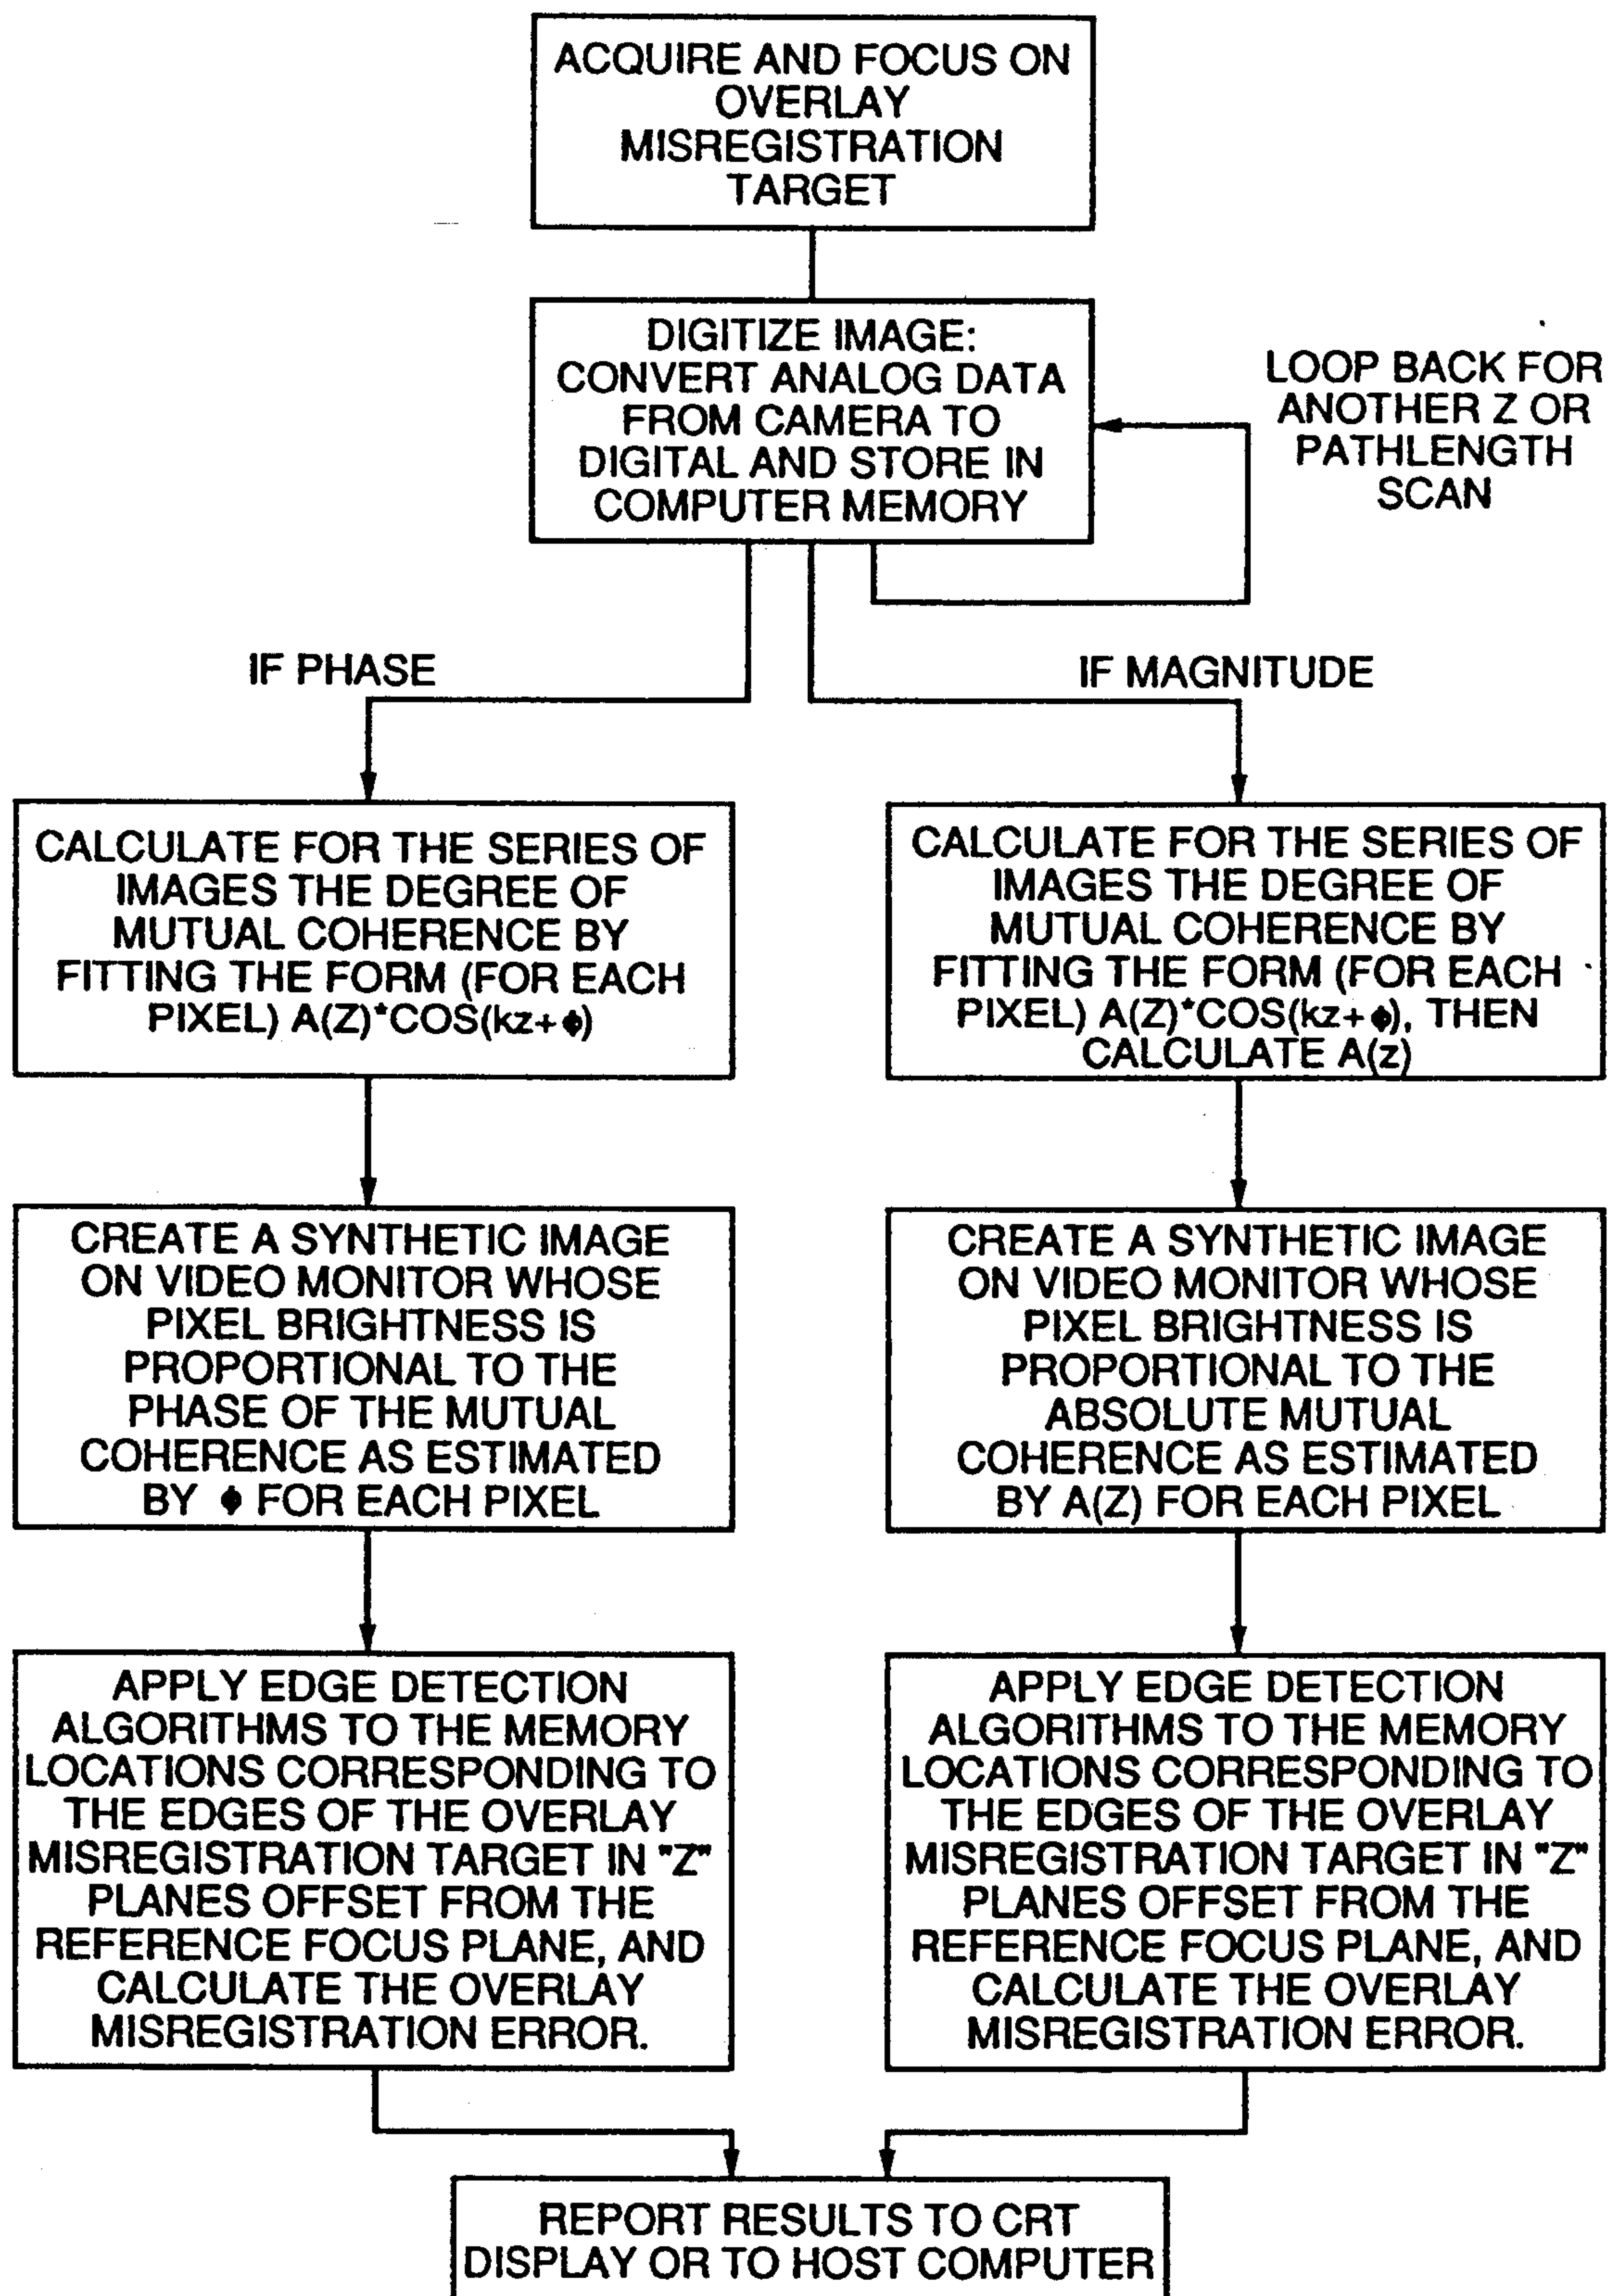 ACQUIRE AND FOCUS ON
OVERLAY
MISREGISTRATION
TARGET
DIGITIZE IMAGE:
CONVERT ANALOG DATA
FROM CAMERA TO
DIGITAL AND STORE IN
COMPUTER MEMORY
LOOP BACK FOR
ANOTHER Z OR
PATHLENGTH
SCAN
IF PHASE
IF MAGNITUDE
CALCULATE FOR THE SERIES OF
IMAGES THE DEGREE OF
MUTUAL COHERENCE BY
FITTING THE FORM (FOR EACH
PIXEL) A(Z)*COS(kz+ϕ)
CALCULATE FOR THE SERIES OF
IMAGES THE DEGREE OF
MUTUAL COHERENCE BY
FITTING THE FORM (FOR EACH
PIXEL) A(Z)*COS(kz+ϕ), THEN
CALCULATE A(z)
CREATE A SYNTHETIC IMAGE
ON VIDEO MONITOR WHOSE
PIXEL BRIGHTNESS IS
PROPORTIONAL TO THE
PHASE OF THE MUTUAL
COHERENCE AS ESTIMATED
BY ϕ FOR EACH PIXEL
CREATE A SYNTHETIC IMAGE
ON VIDEO MONITOR WHOSE
PIXEL BRIGHTNESS IS
PROPORTIONAL TO THE
ABSOLUTE MUTUAL
COHERENCE AS ESTIMATED
BY A(Z) FOR EACH PIXEL
APPLY EDGE DETECTION
ALGORITHMS TO THE MEMORY
LOCATIONS CORRESPONDING TO
THE EDGES OF THE OVERLAY
MISREGISTRATION TARGET IN "Z"
PLANES OFFSET FROM THE
REFERENCE FOCUS PLANE, AND
CALCULATE THE OVERLAY
MISREGISTRATION ERROR.
APPLY EDGE DETECTION
ALGORITHMS TO THE MEMORY
LOCATIONS CORRESPONDING TO
THE EDGES OF THE OVERLAY
MISREGISTRATION TARGET IN "Z"
PLANES OFFSET FROM THE
REFERENCE FOCUS PLANE, AND
CALCULATE THE OVERLAY
MISREGISTRATION ERROR.
REPORT RESULTS TO CRT
DISPLAY OR TO HOST COMPUTER